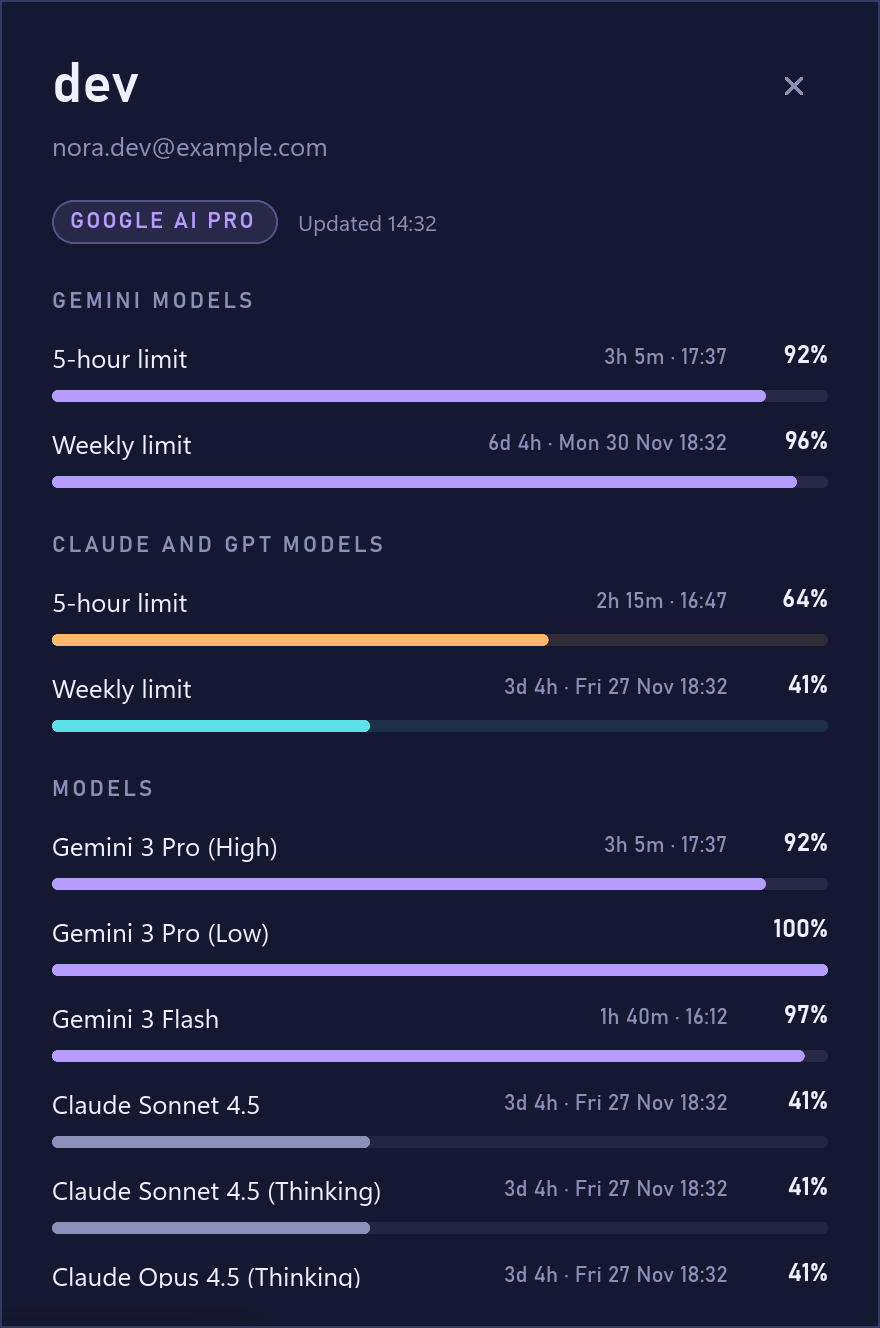 dev
nora.dev@example.com
GOOGLE AI PRO Updated 14:32
GEMINI MODELS
5-hour limit 3h 5m · 17:37 92%
Weekly limit 6d 4h · Mon 30 Nov 18:32 96%
CLAUDE AND GPT MODELS
5-hour limit 2h 15m · 16:47 64%
Weekly limit 3d 4h · Fri 27 Nov 18:32 41%
MODELS
Gemini 3 Pro (High) 3h 5m · 17:37 92%
Gemini 3 Pro (Low) 100%
Gemini 3 Flash 1h 40m · 16:12 97%
Claude Sonnet 4.5 3d 4h · Fri 27 Nov 18:32 41%
Claude Sonnet 4.5 (Thinking) 3d 4h · Fri 27 Nov 18:32 41%
Claude Opus 4.5 (Thinking) 3d 4h · Fri 27 Nov 18:32 41%